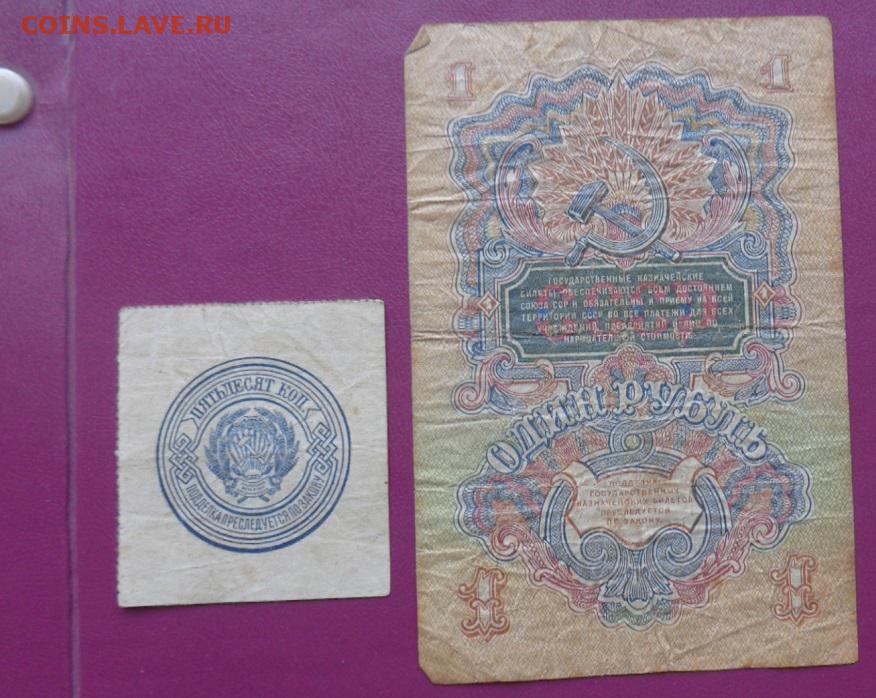 COINS.LAVE.RU
ПЯТЬДЕСЯТ КОП.
ПОДДЕЛКА ПРЕСЛЕДУЕТСЯ ПО ЗАКОНУ
1 1
ГОСУДАРСТВЕННЫЕ КАЗНАЧЕЙСКИЕ
БИЛЕТЫ ОБЕСПЕЧИВАЮТСЯ ВСЕМ ДОСТОЯНИЕМ
СОЮЗА ССР И ОБЯЗАТЕЛЬНЫ К ПРИЕМУ НА ВСЕЙ
ТЕРРИТОРИИ СССР ВО ВСЕ ПЛАТЕЖИ ДЛЯ ВСЕХ
УЧРЕЖДЕНИЙ, ПРЕДПРИЯТИЙ И ЛИЦ ПО
НАРИЦАТЕЛЬНОЙ СТОИМОСТИ.
ОДИН РУБЛЬ
ПОДДЕЛКА
ГОСУДАРСТВЕННЫХ
КАЗНАЧЕЙСКИХ БИЛЕТОВ
ПРЕСЛЕДУЕТСЯ
ПО ЗАКОНУ.
1 1